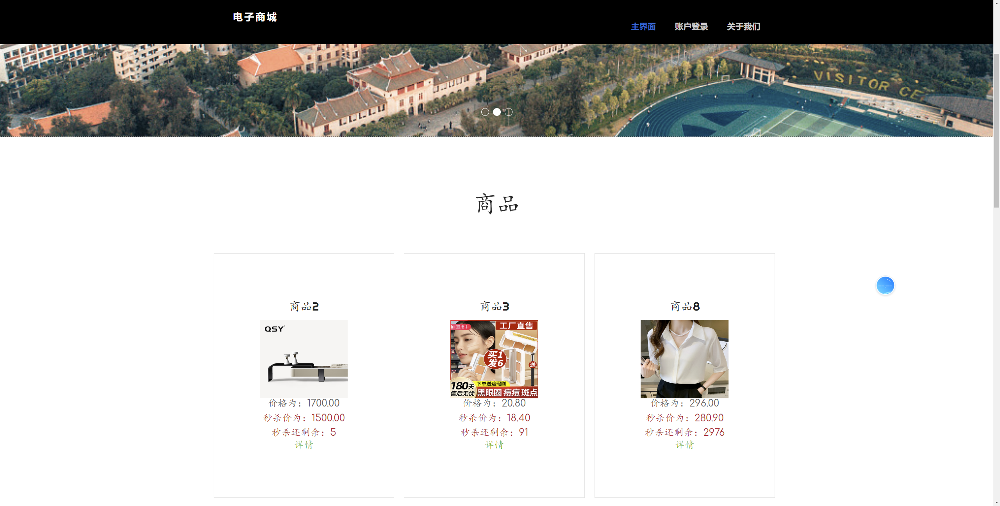 电子商城
主界面 账户登录 关于我们
VISITOR CE
商品
商品2
QSY
价格为：1700.00
秒杀价为：1500.00
秒杀还剩余：5
详情
商品3
直播中
工厂直售
买1
发6
送
180天
售后无忧
下单送遮瑕刷
黑眼圈 痘痘 斑点
价格为：20.80
秒杀价为：18.40
秒杀还剩余：91
详情
商品8
价格为：296.00
秒杀价为：280.90
秒杀还剩余：2976
详情